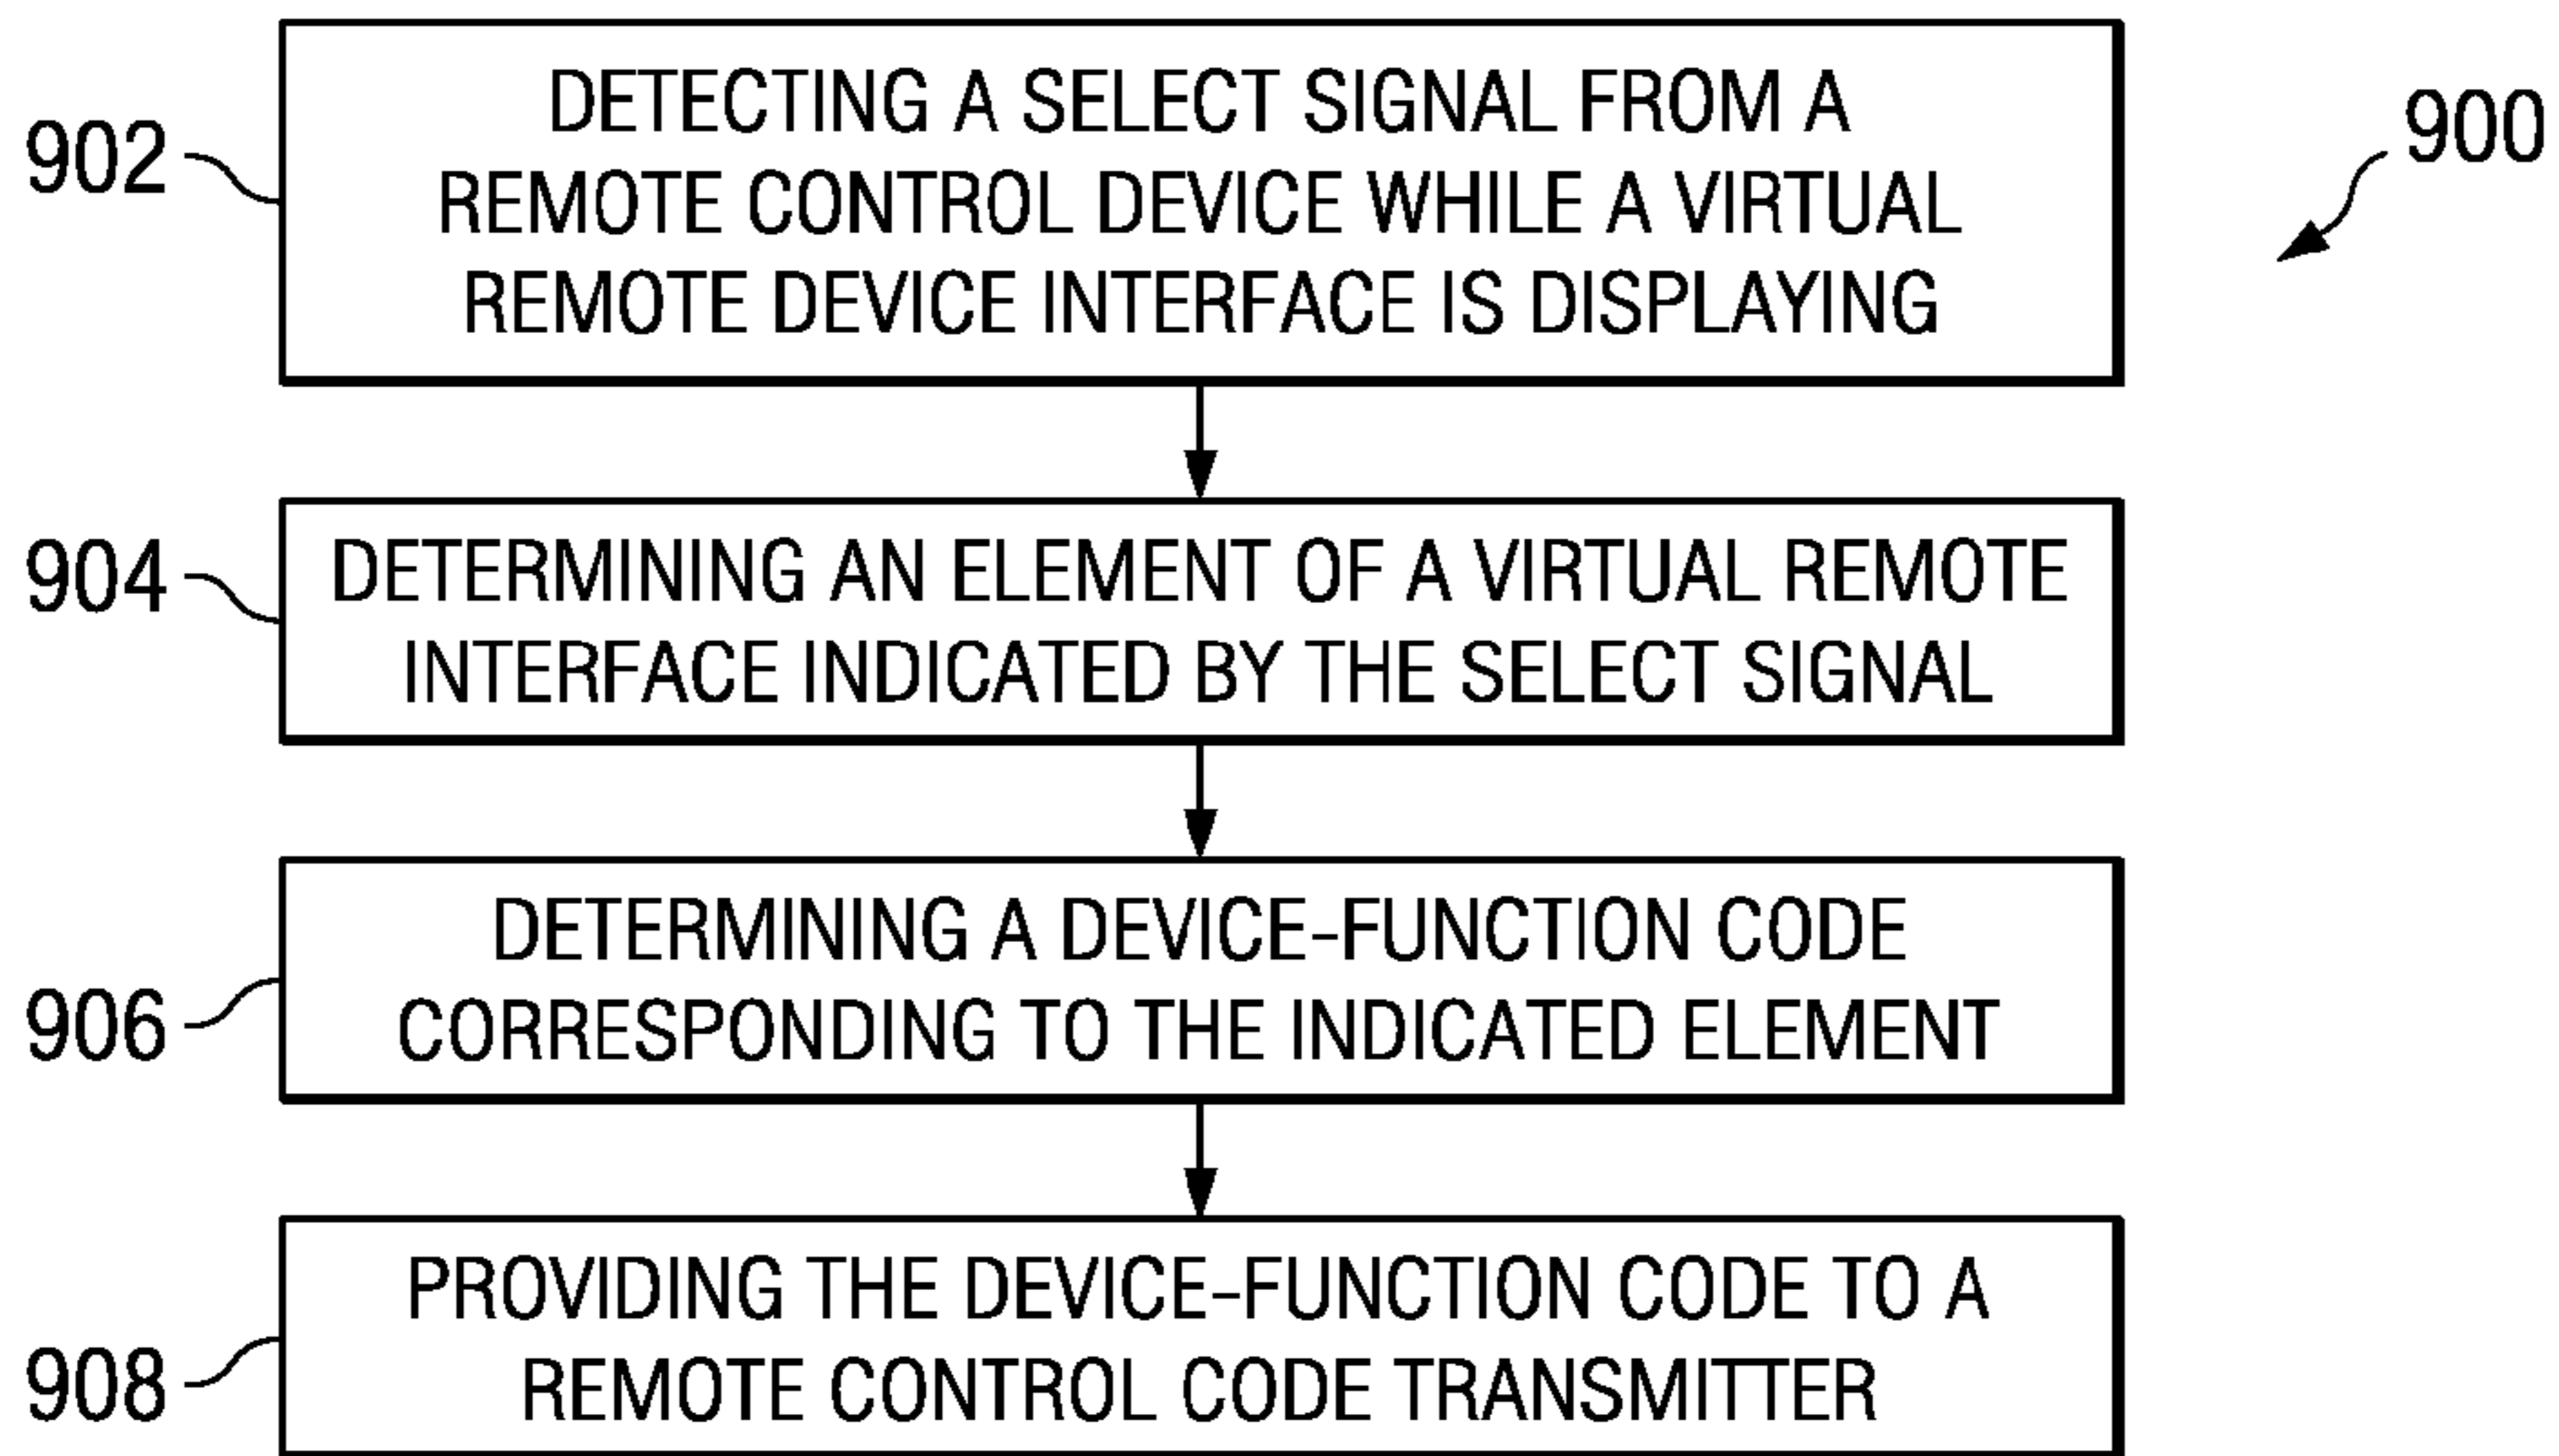 900
902
DETECTING A SELECT SIGNAL FROM A
REMOTE CONTROL DEVICE WHILE A VIRTUAL
REMOTE DEVICE INTERFACE IS DISPLAYING
904
DETERMINING AN ELEMENT OF A VIRTUAL REMOTE
INTERFACE INDICATED BY THE SELECT SIGNAL
906
DETERMINING A DEVICE-FUNCTION CODE
CORRESPONDING TO THE INDICATED ELEMENT
908
PROVIDING THE DEVICE-FUNCTION CODE TO A
REMOTE CONTROL CODE TRANSMITTER